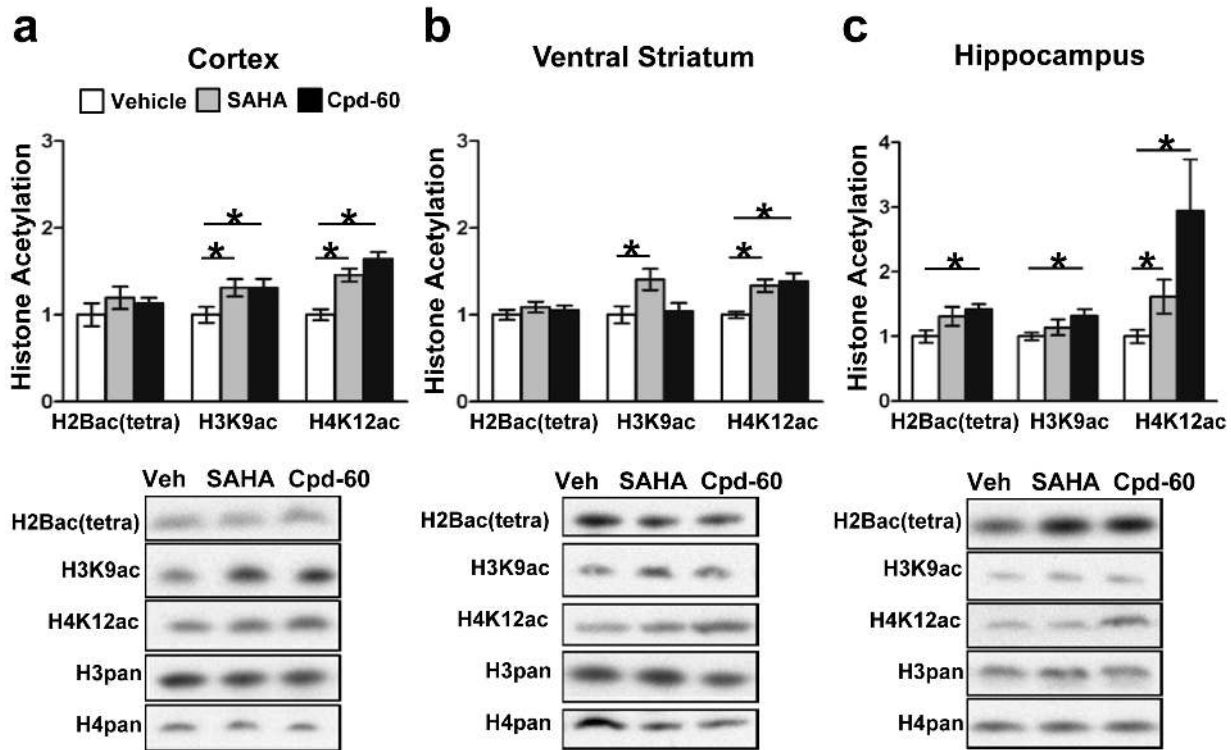 a
Cortex
Vehicle SAHA Cpd-60
Histone Acetylation
3
2
1
0
* * * *
H2Bac(tetra) H3K9ac H4K12ac
Veh SAHA Cpd-60
H2Bac(tetra)
H3K9ac
H4K12ac
H3pan
H4pan
b
Ventral Striatum
Histone Acetylation
3
2
1
0
* * *
H2Bac(tetra) H3K9ac H4K12ac
Veh SAHA Cpd-60
H2Bac(tetra)
H3K9ac
H4K12ac
H3pan
H4pan
c
Hippocampus
Histone Acetylation
4
3
2
1
0
* * * *
H2Bac(tetra) H3K9ac H4K12ac
Veh SAHA Cpd-60
H2Bac(tetra)
H3K9ac
H4K12ac
H3pan
H4pan